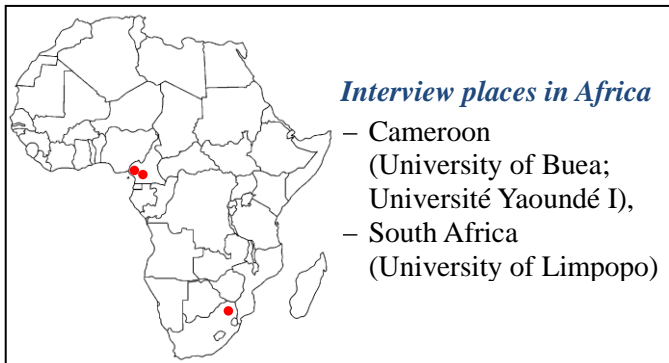 Interview places in Africa
– Cameroon
(University of Buea;
Université Yaoundé I),
– South Africa
(University of Limpopo)